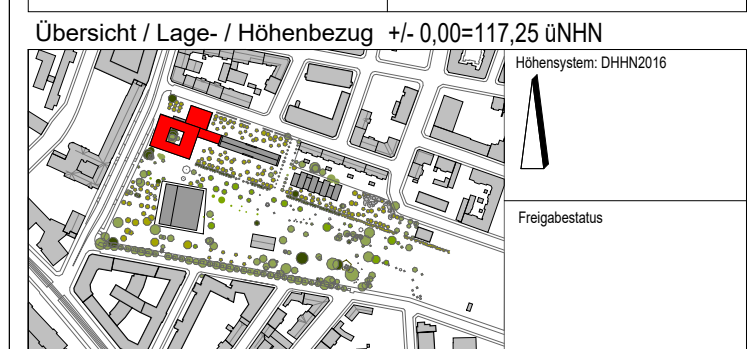 Übersicht / Lage- / Höhenbezug +/- 0,00=117,25 üNHN
Höhensystem: DHHN2016
Freigabestatus